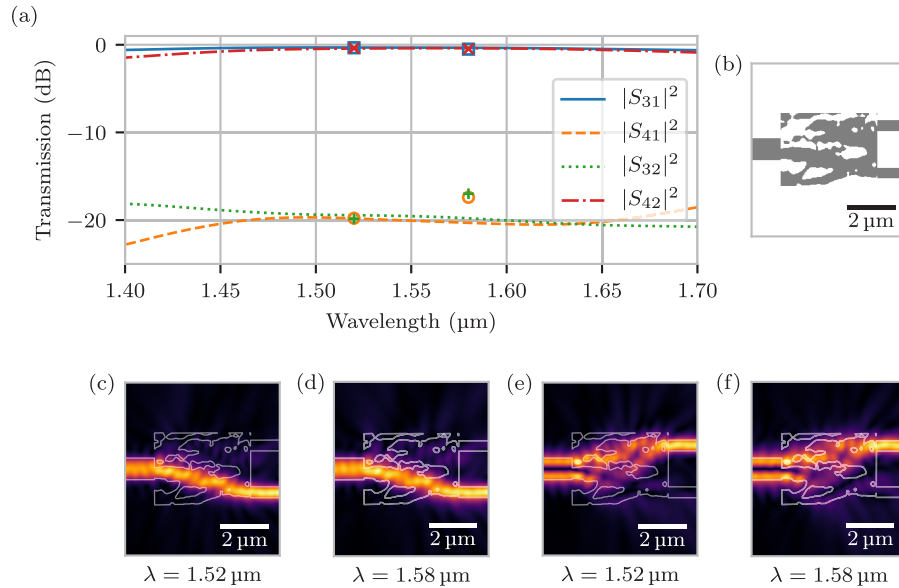 (a)
0
−10
−20
Transmission (dB)
|S₃₁|²
|S₄₁|²
|S₃₂|²
|S₄₂|²
1.40 1.45 1.50 1.55 1.60 1.65 1.70
Wavelength (µm)
(b)
2 µm
(c) (d) (e) (f)
2 µm 2 µm 2 µm 2 µm
λ = 1.52 µm λ = 1.58 µm λ = 1.52 µm λ = 1.58 µm